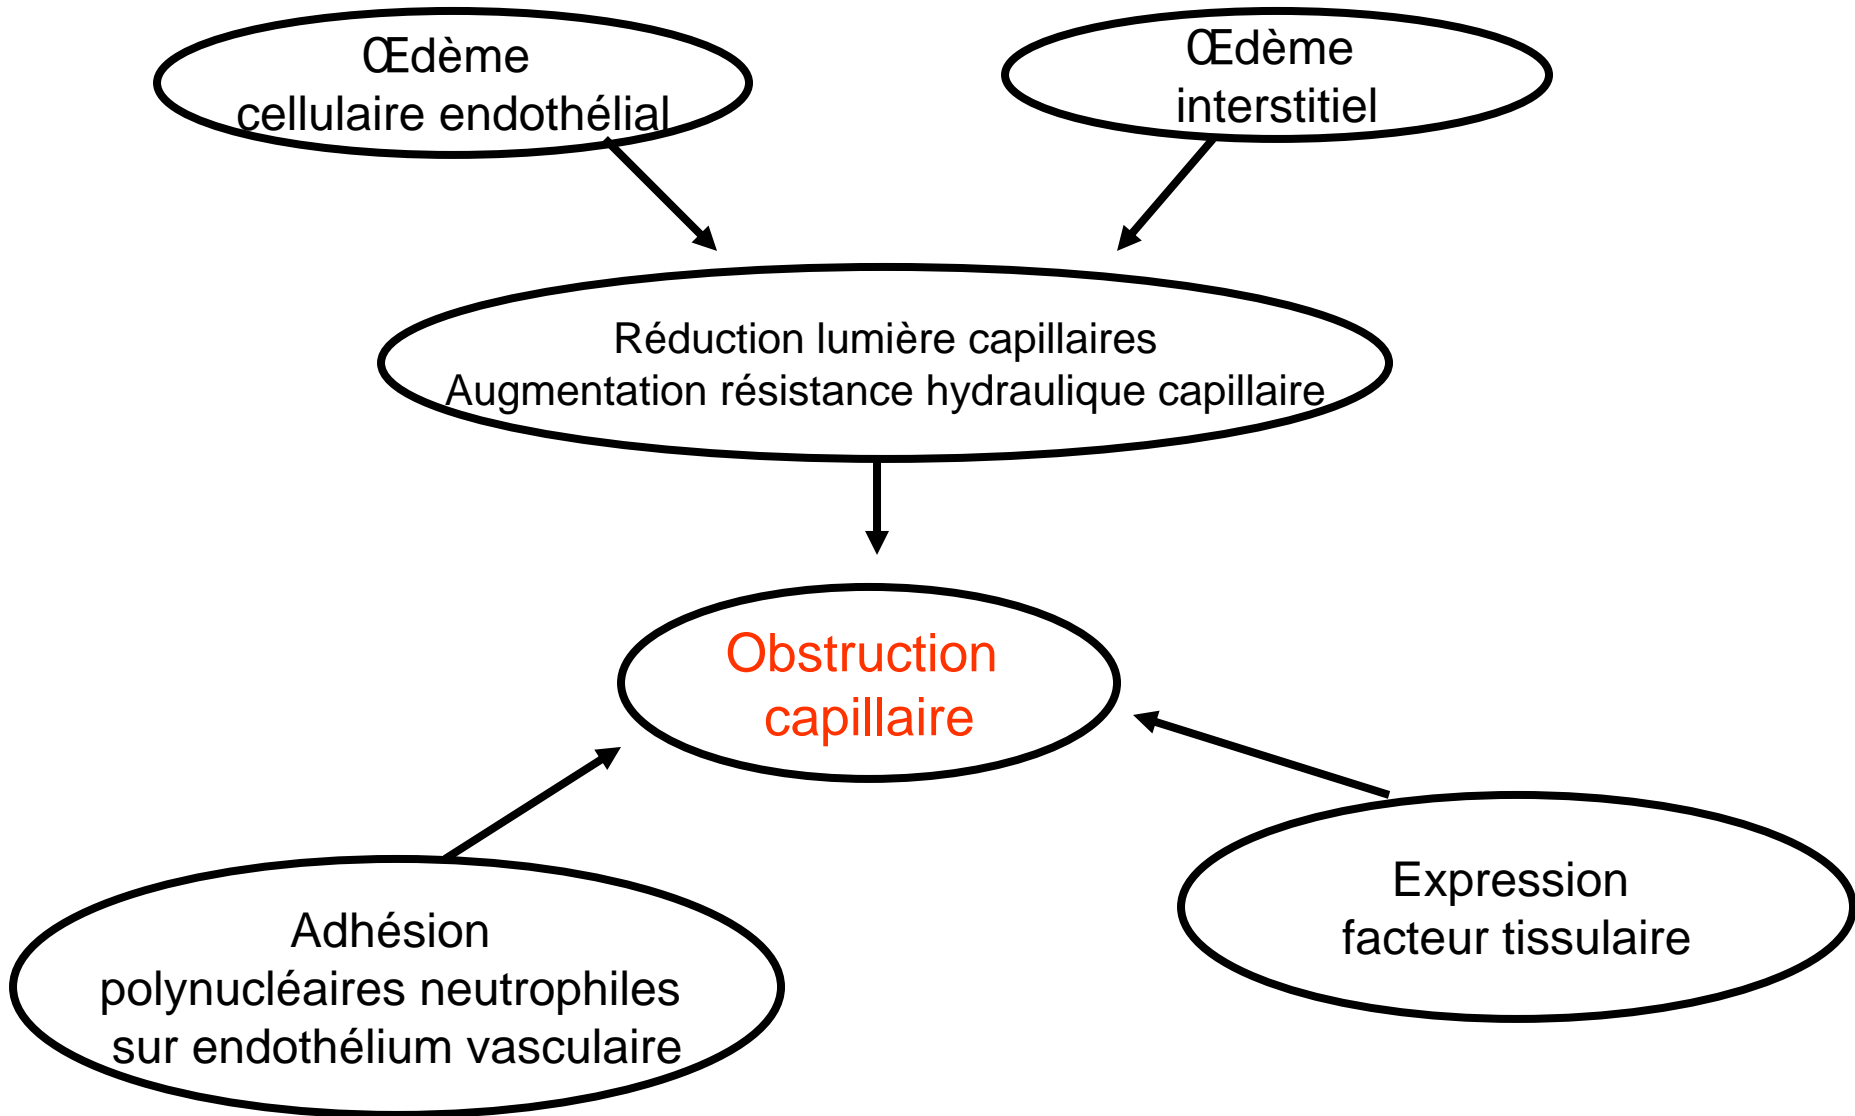 Œdème
cellulaire endothélial
Œdème
interstitiel
Réduction lumière capillaires
Augmentation résistance hydraulique capillaire
Obstruction
capillaire
Adhésion
polynucléaires neutrophiles
sur endothélium vasculaire
Expression
facteur tissulaire